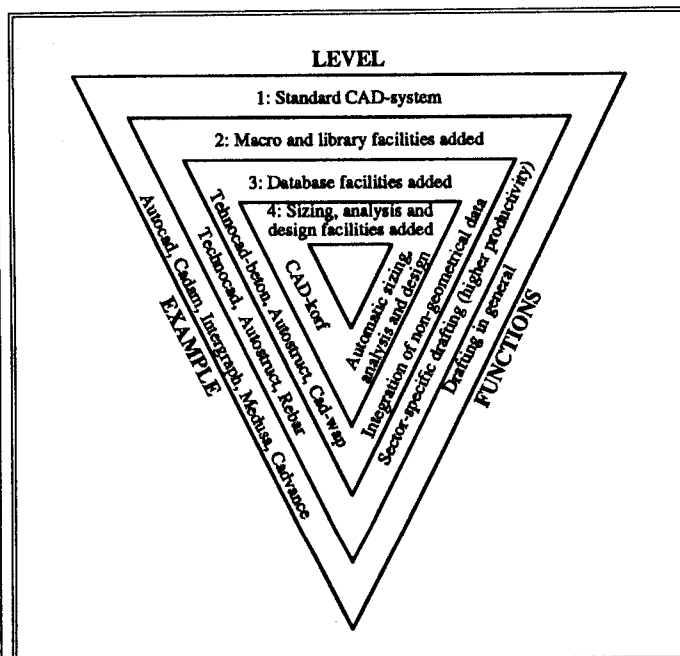 LEVEL
1: Standard CAD-system
2: Macro and library facilities added
3: Database facilities added
4: Sizing, analysis and
design facilities added
EXAMPLE
Autocad, Cadam, Intergraph, Medusa, Cadvance
Technocad, Autostruct, Rebar
Tehnocad-beton, Autostruct, Cad-wap
CAD-korf
Automatic sizing,
analysis and design
Integration of non-geometrical data
Sector-specific drafting (higher productivity)
Drafting in general
FUNCTIONS